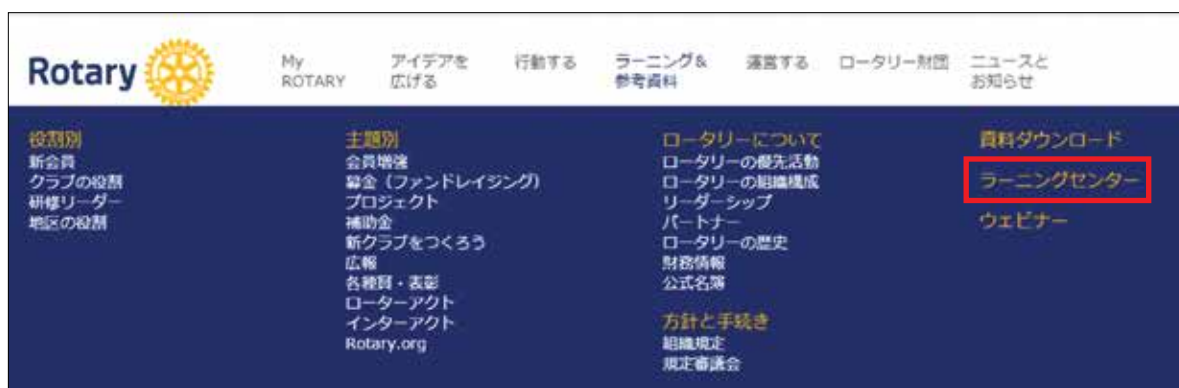 Rotary
My
ROTARY
アイデアを
広げる
行動する
ラーニング&
参考資料
運営する
ロータリー財団
ニュースと
お知らせ
役割別
新会員
クラブの役割
研修リーダー
地区の役割
主題別
会員増強
募金（ファンドレイジング）
プロジェクト
補助金
新クラブをつくろう
広報
各種賞・表彰
ローターアクト
インターアクト
Rotary.org
ロータリーについて
ロータリーの優先活動
ロータリーの組織構成
リーダーシップ
パートナー
ロータリーの歴史
財務情報
公式名簿
方針と手続き
組織規定
規定審議会
資料ダウンロード
ラーニングセンター
ウェビナー